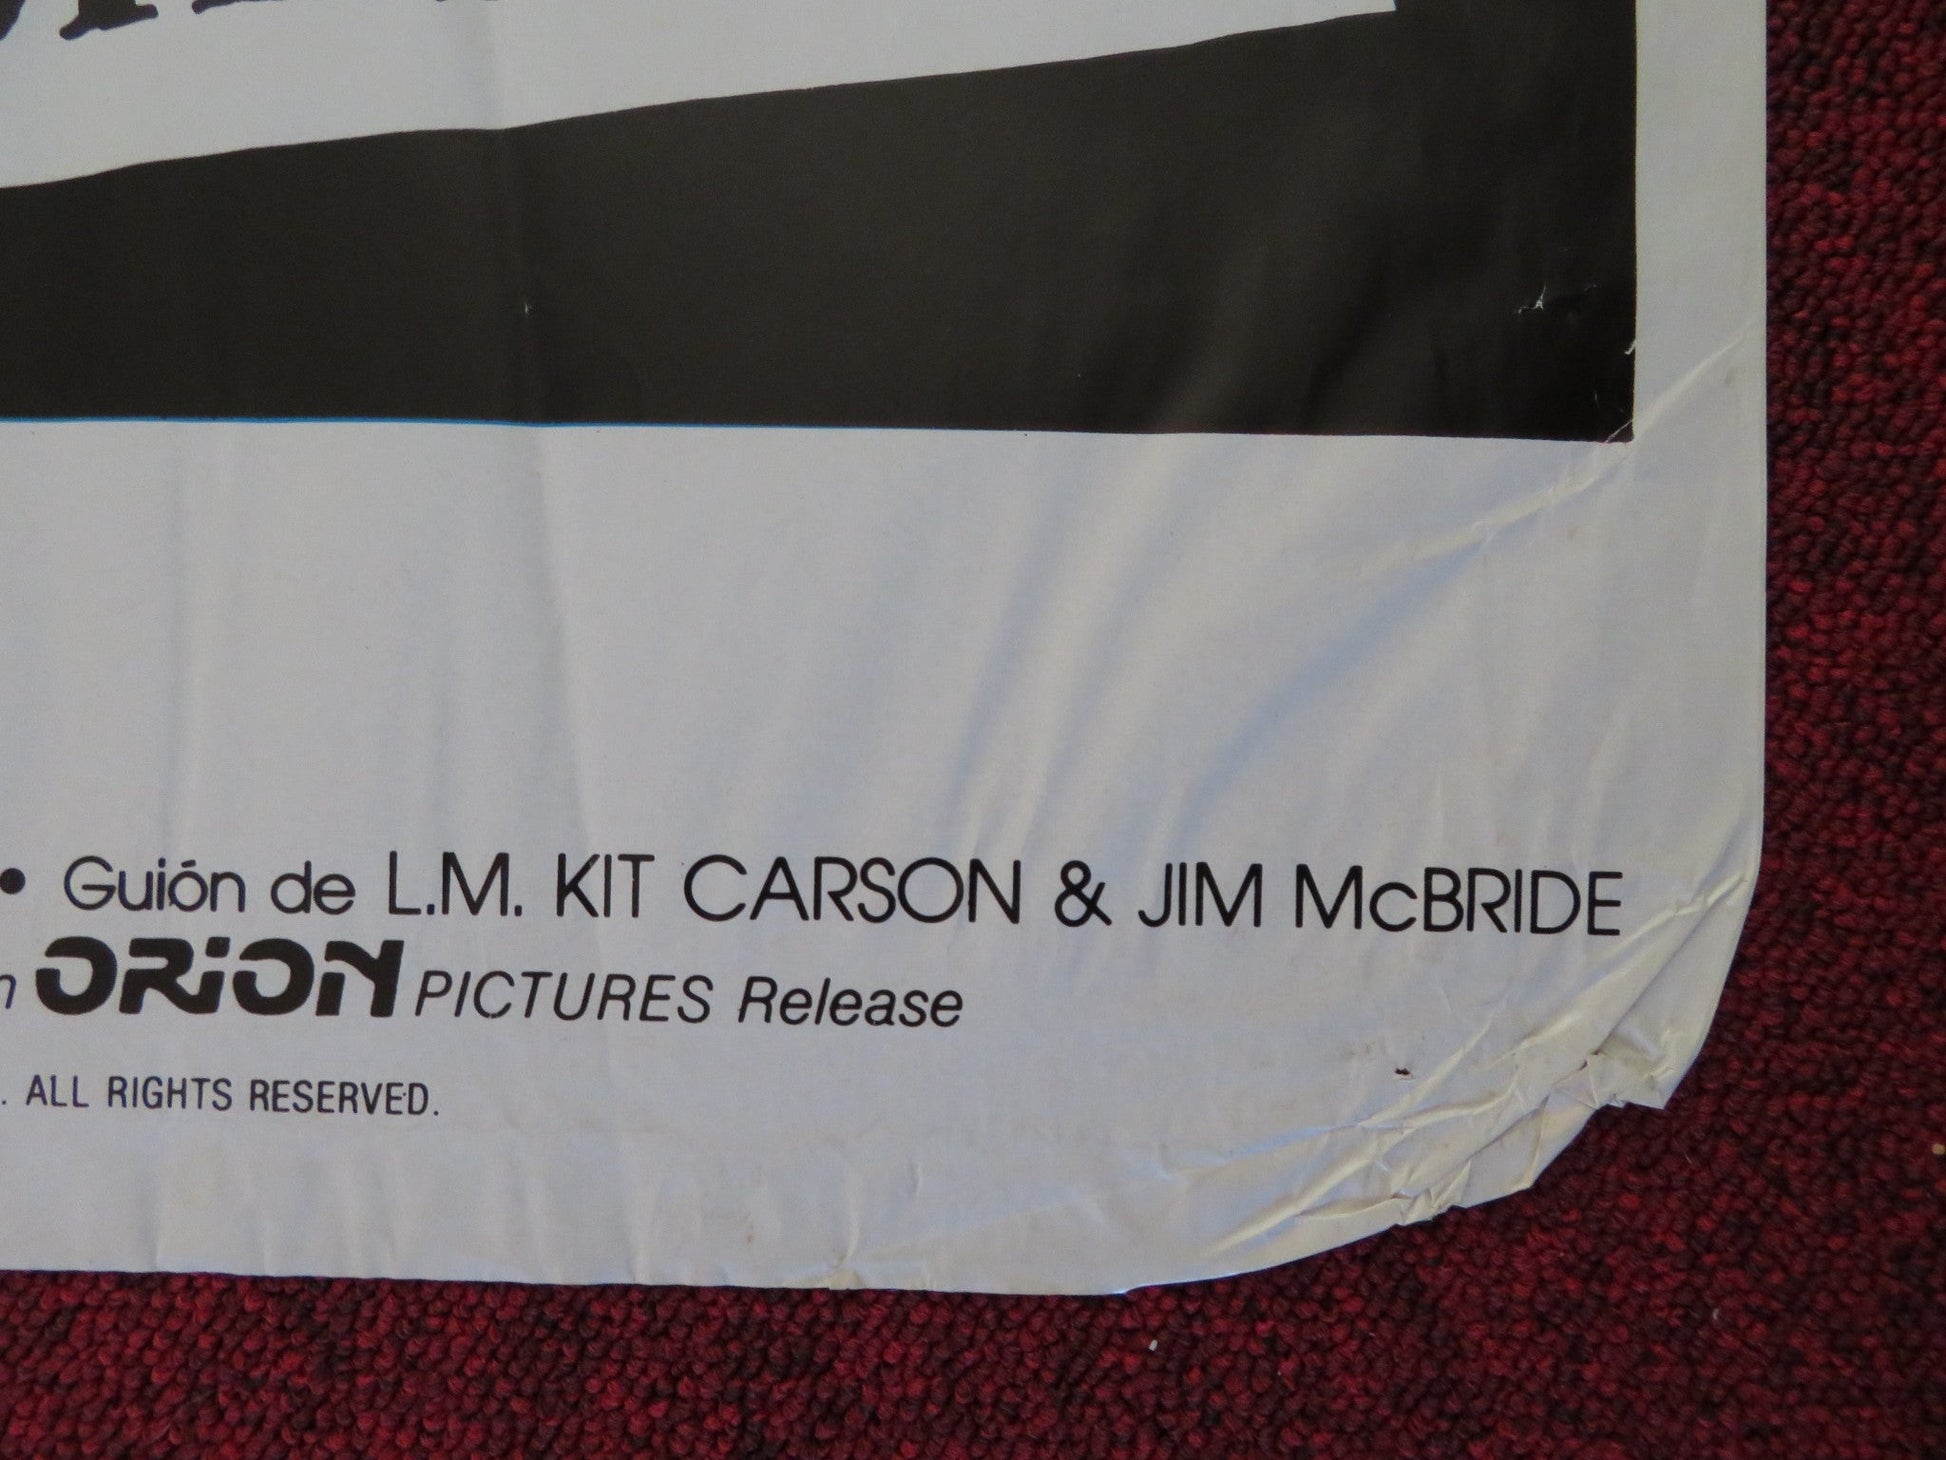 • Guión de L.M. KIT CARSON & JIM McBRIDE
ORION PICTURES Release
. ALL RIGHTS RESERVED.